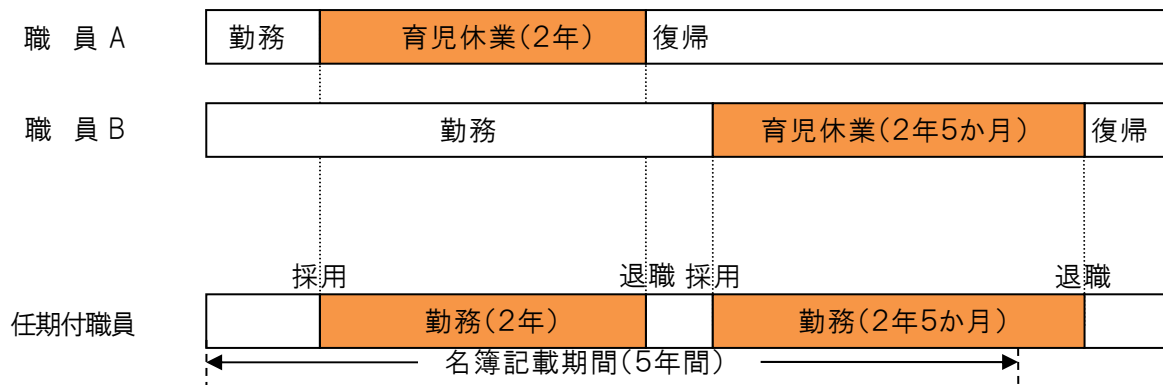 職 員 A 勤務 育児休業(2年) 復帰
職 員 B 勤務 育児休業(2年5か月) 復帰
採用 退職 採用 退職
任期付職員 勤務(2年) 勤務(2年5か月)
名簿記載期間(5年間)